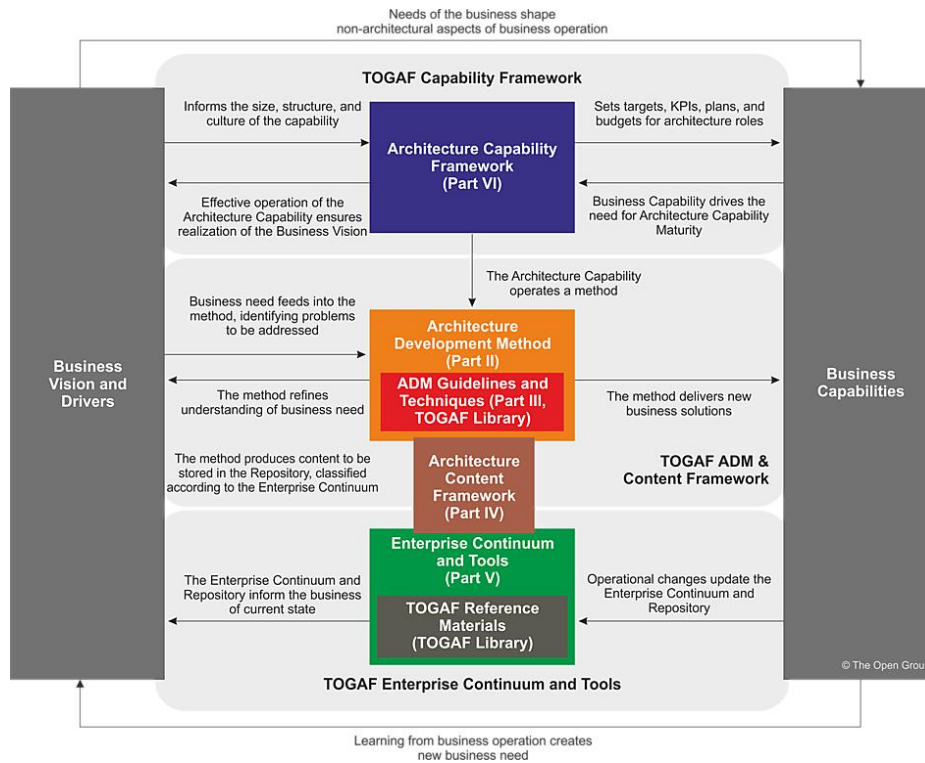 Needs of the business shape
non-architectural aspects of business operation
TOGAF Capability Framework
Informs the size, structure, and
culture of the capability
Architecture Capability
Framework
(Part VI)
Sets targets, KPIs, plans, and
budgets for architecture roles
Effective operation of the
Architecture Capability ensures
realization of the Business Vision
Business Capability drives the
need for Architecture Capability
Maturity
The Architecture Capability
operates a method
Business need feeds into the
method, identifying problems
to be addressed
Architecture
Development Method
(Part II)
Business
Vision and
Drivers
Business
Capabilities
ADM Guidelines and
Techniques (Part III,
TOGAF Library)
The method refines
understanding of business need
The method delivers new
business solutions
The method produces content to be
stored in the Repository, classified
according to the Enterprise Continuum
Architecture
Content
Framework
(Part IV)
TOGAF ADM &
Content Framework
Enterprise Continuum
and Tools
(Part V)
The Enterprise Continuum and
Repository inform the business
of current state
Operational changes update the
Enterprise Continuum and
Repository
TOGAF Reference
Materials
(TOGAF Library)
© The Open Grou
TOGAF Enterprise Continuum and Tools
Learning from business operation creates
new business need